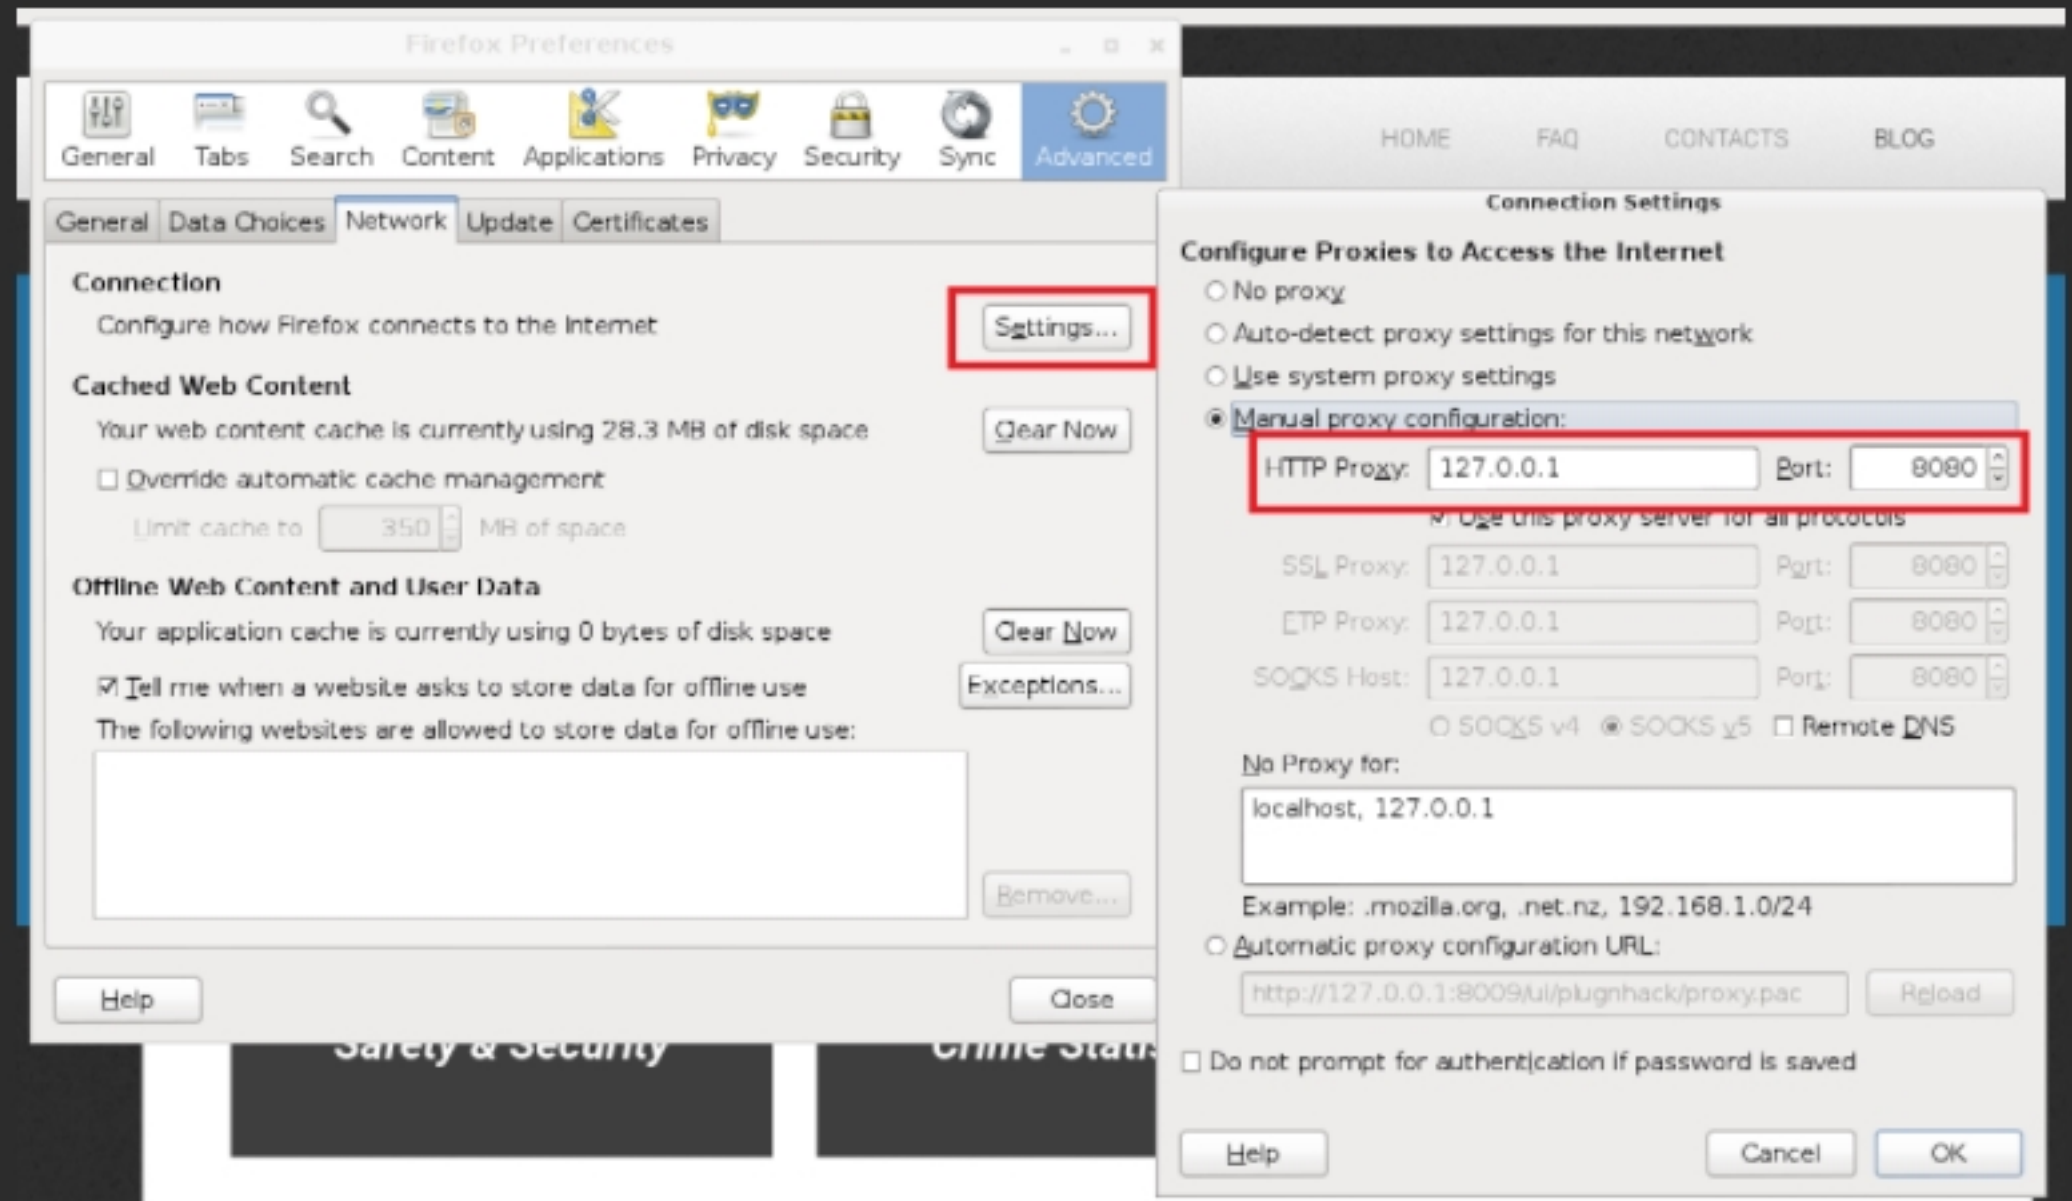 Firefox Preferences
General Tabs Search Content Applications Privacy Security Sync Advanced
General Data Choices Network Update Certificates
Connection
Configure how Firefox connects to the Internet Settings...
Cached Web Content
Your web content cache is currently using 28.3 MB of disk space Clear Now
Override automatic cache management
Limit cache to 350 MB of space
Offline Web Content and User Data
Your application cache is currently using 0 bytes of disk space Clear Now
Tell me when a website asks to store data for offline use Exceptions...
The following websites are allowed to store data for offline use:
Remove...
Help Close
HOME FAQ CONTACTS BLOG
Connection Settings
Configure Proxies to Access the Internet
No proxy
Auto-detect proxy settings for this network
Use system proxy settings
Manual proxy configuration:
HTTP Proxy: 127.0.0.1 Port: 8080
Use this proxy server for all protocols
SSL Proxy: 127.0.0.1 Port: 8080
FTP Proxy: 127.0.0.1 Port: 8080
SOCKS Host: 127.0.0.1 Port: 8080
SOCKS v4 SOCKS v5 Remote DNS
No Proxy for:
localhost, 127.0.0.1
Example: .mozilla.org, .net.nz, 192.168.1.0/24
Automatic proxy configuration URL:
http://127.0.0.1:8009/ui/plugnhack/proxy.pac Reload
Do not prompt for authentication if password is saved
Help Cancel OK
Safety & Security Crime